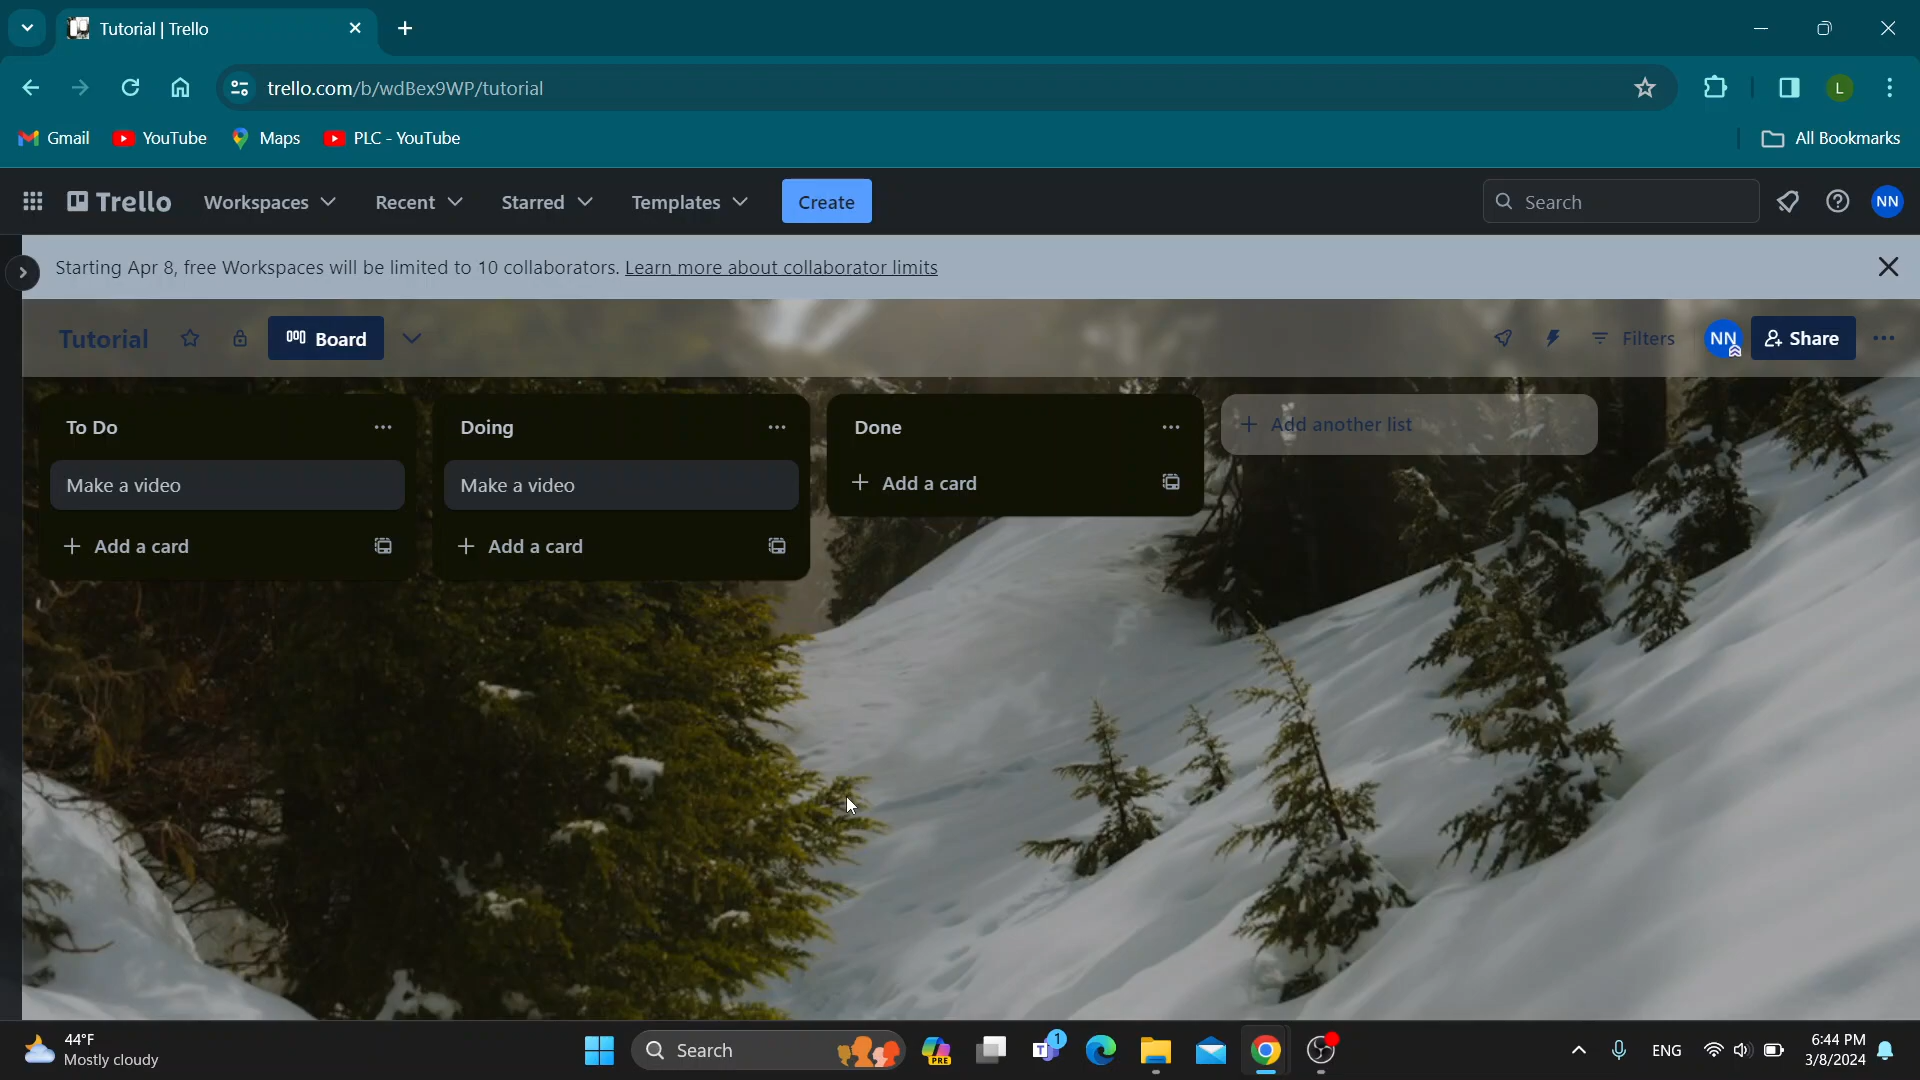 Tutorial | Trello
trello.com/b/wdBex9WP/tutorial
L
Gmail YouTube Maps PLC - YouTube All Bookmarks
Trello Workspaces Recent Starred Templates Create Search NN
Starting Apr 8, free Workspaces will be limited to 10 collaborators. Learn more about collaborator limits
Tutorial Board Filters NN Share
To Do Doing Done Add another list
Make a video Make a video Add a card
Add a card Add a card
44°F
Mostly cloudy
Search PRE 1 ENG 6:44 PM
3/8/2024